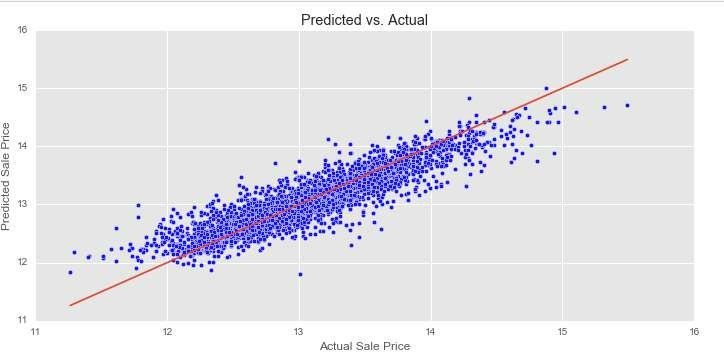 Predicted vs. Actual
16
15
14
13
12
11
Predicted Sale Price
11 12 13 14 15 16
Actual Sale Price